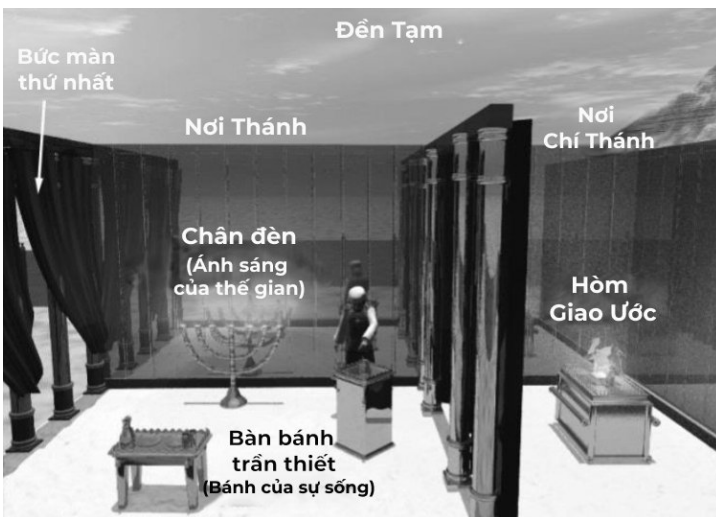 Đền Tạm
Bức màn
thứ nhất
Nơi Thánh
Nơi
Chí Thánh
Chân đèn
(Ánh sáng
của thế gian)
Hòm
Giao Ước
Bàn bánh
trần thiết
(Bánh của sự sống)